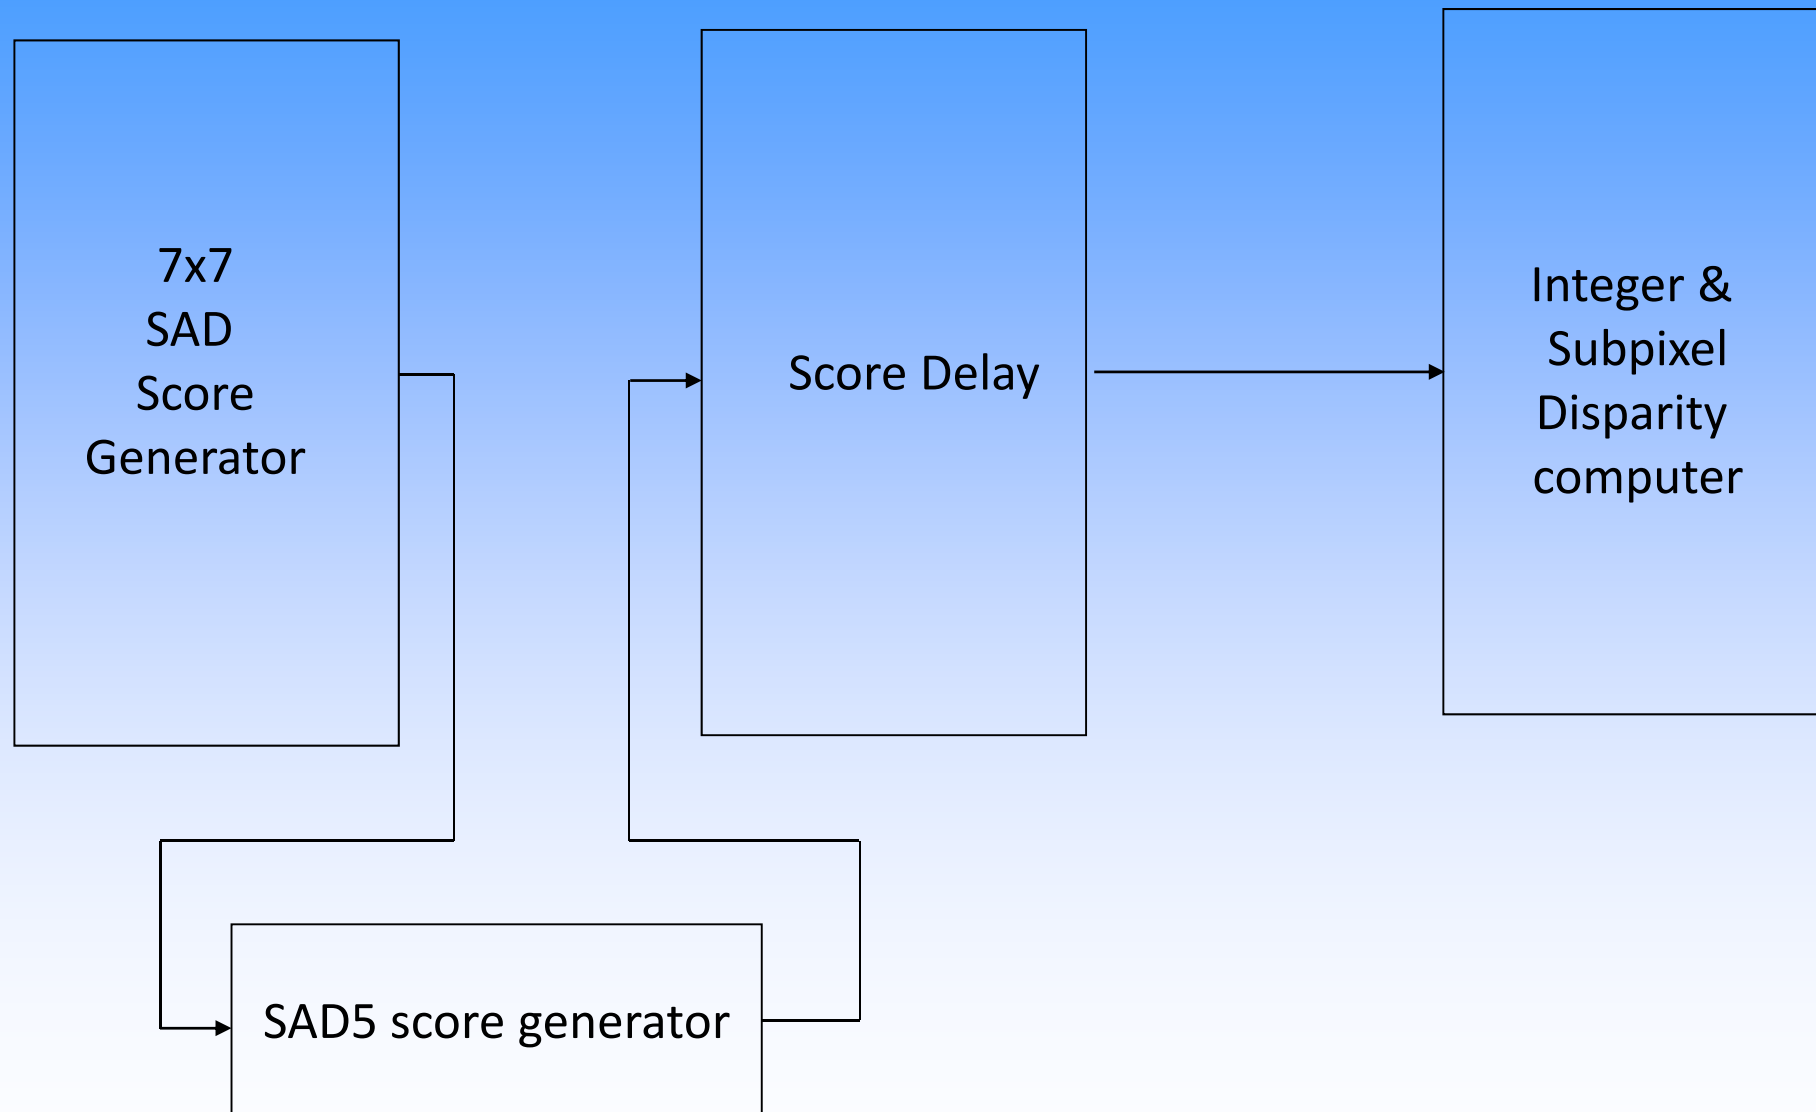 7x7
SAD
Score
Generator
Score Delay
Integer &
Subpixel
Disparity
computer
SAD5 score generator